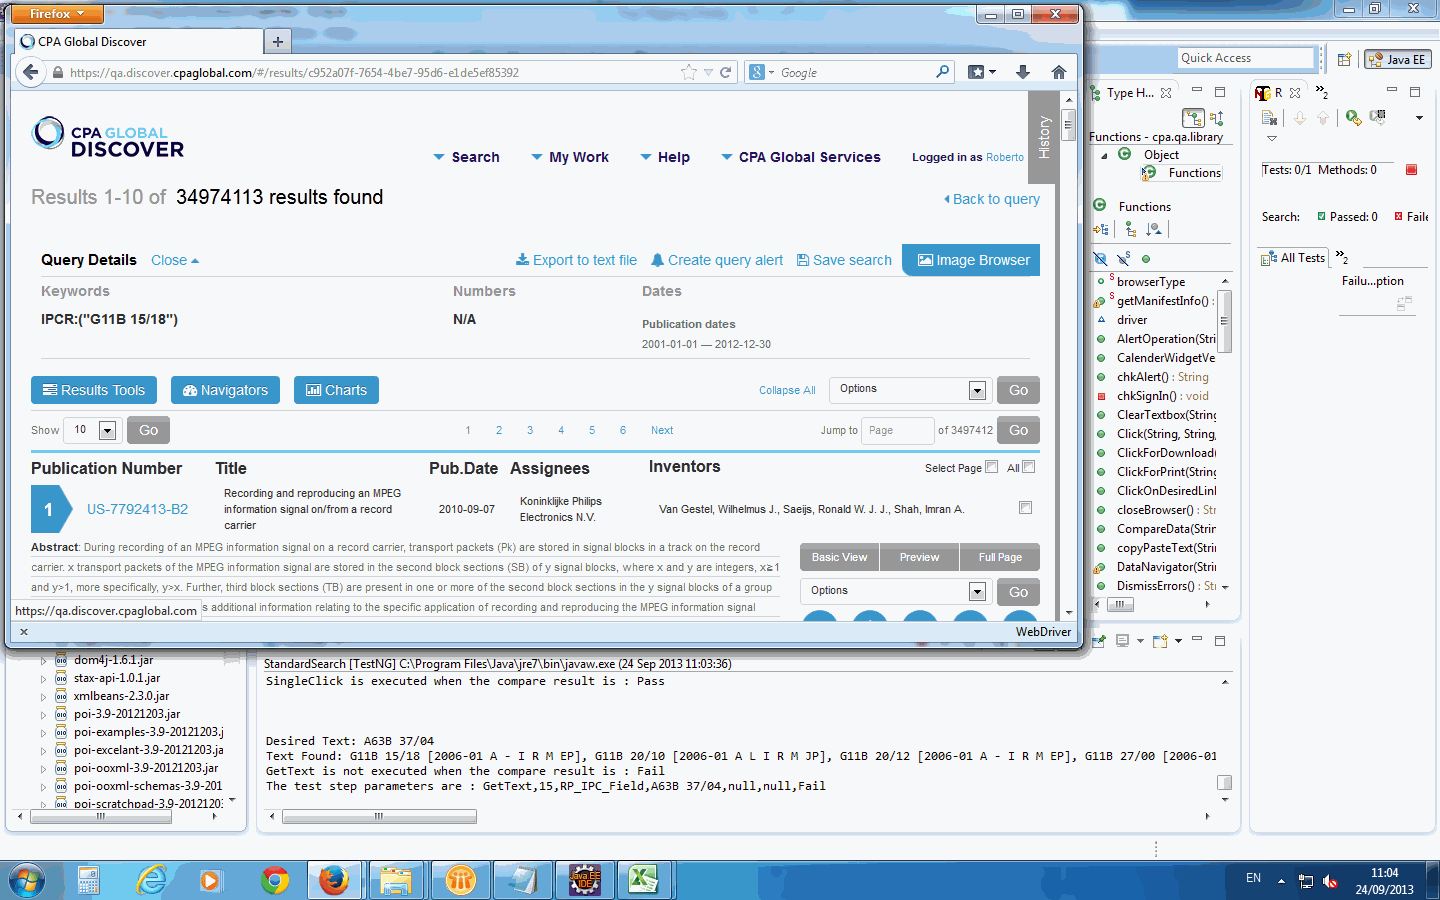 Firefox
CPA Global Discover
https://qa.discover.cpaglobal.com/#/results/c952a07f-7654-4be7-95d6-e1de5ef85392
Google
Quick Access
Java EE
CPA GLOBAL
DISCOVER
Search
My Work
Help
CPA Global Services
Logged in as Roberto
History
Results 1-10 of 34974113 results found
Back to query
Query Details
Close
Export to text file
Create query alert
Save search
Image Browser
Keywords
Numbers
Dates
IPCR:("G11B 15/18")
N/A
Publication dates
2001-01-01 — 2012-12-30
Results Tools
Navigators
Charts
Collapse All
Options
Go
Show
10
Go
1 2 3 4 5 6 Next
Jump to
Page
of 3497412
Go
Publication Number
Title
Pub.Date
Assignees
Inventors
Select Page
All
1
US-7792413-B2
Recording and reproducing an MPEG
information signal on/from a record
carrier
2010-09-07
Koninklijke Philips
Electronics N.V.
Van Gestel, Wilhelmus J., Saeijs, Ronald W. J. J., Shah, Imran A.
Abstract: During recording of an MPEG information signal on a record carrier, transport packets (Pk) are stored in signal blocks in a track on the record
carrier. x transport packets of the MPEG information signal are stored in the second block sections (SB) of y signal blocks, where x and y are integers, x≧1
and y>1, more specifically, y>x. Further, third block sections (TB) are present in one or more of the second block sections in the y signal blocks of a group
s additional information relating to the specific application of recording and reproducing the MPEG information signal
Basic View
Preview
Full Page
Options
Go
https://qa.discover.cpaglobal.com
x
WebDriver
Type H...
Functions - cpa.qa.library
Object
Functions
Functions
browserType
getManifestInfo() :
driver
AlertOperation(Stri
CalenderWidgetVe
chkAlert() : String
chkSignIn() : void
ClearTextbox(String
Click(String, String,
ClickForDownload(
ClickForPrint(String
ClickOnDesiredLinl
closeBrowser() : Str
CompareData(Strin
copyPasteText(Strin
DataNavigator(Strin
DismissErrors() : Str
R
2
Tests: 0/1 Methods: 0
Search:
Passed: 0
Faile
All Tests
2
Failu...ption
dom4j-1.6.1.jar
stax-api-1.0.1.jar
xmlbeans-2.3.0.jar
poi-3.9-20121203.jar
poi-examples-3.9-20121203.j
poi-excelant-3.9-20121203.ja
poi-ooxml-3.9-20121203.jar
poi-ooxml-schemas-3.9-201
poi-scratchpad-3.9-20121203
StandardSearch [TestNG] C:\Program Files\Java\jre7\bin\javaw.exe (24 Sep 2013 11:03:36)
SingleClick is executed when the compare result is : Pass
Desired Text: A63B 37/04
Text Found: G11B 15/18 [2006-01 A - I R M EP], G11B 20/10 [2006-01 A L I R M JP], G11B 20/12 [2006-01 A - I R M EP], G11B 27/00 [2006-01
GetText is not executed when the compare result is : Fail
The test step parameters are : GetText,15,RP_IPC_Field,A63B 37/04,null,null,Fail
Java EE
IDE
EN
11:04
24/09/2013